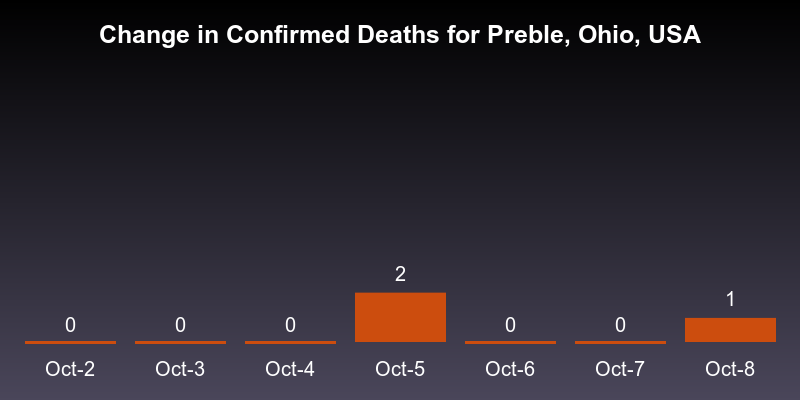 Change in Confirmed Deaths for Preble, Ohio, USA
2
1
0 0 0 0 0
Oct-2 Oct-3 Oct-4 Oct-5 Oct-6 Oct-7 Oct-8